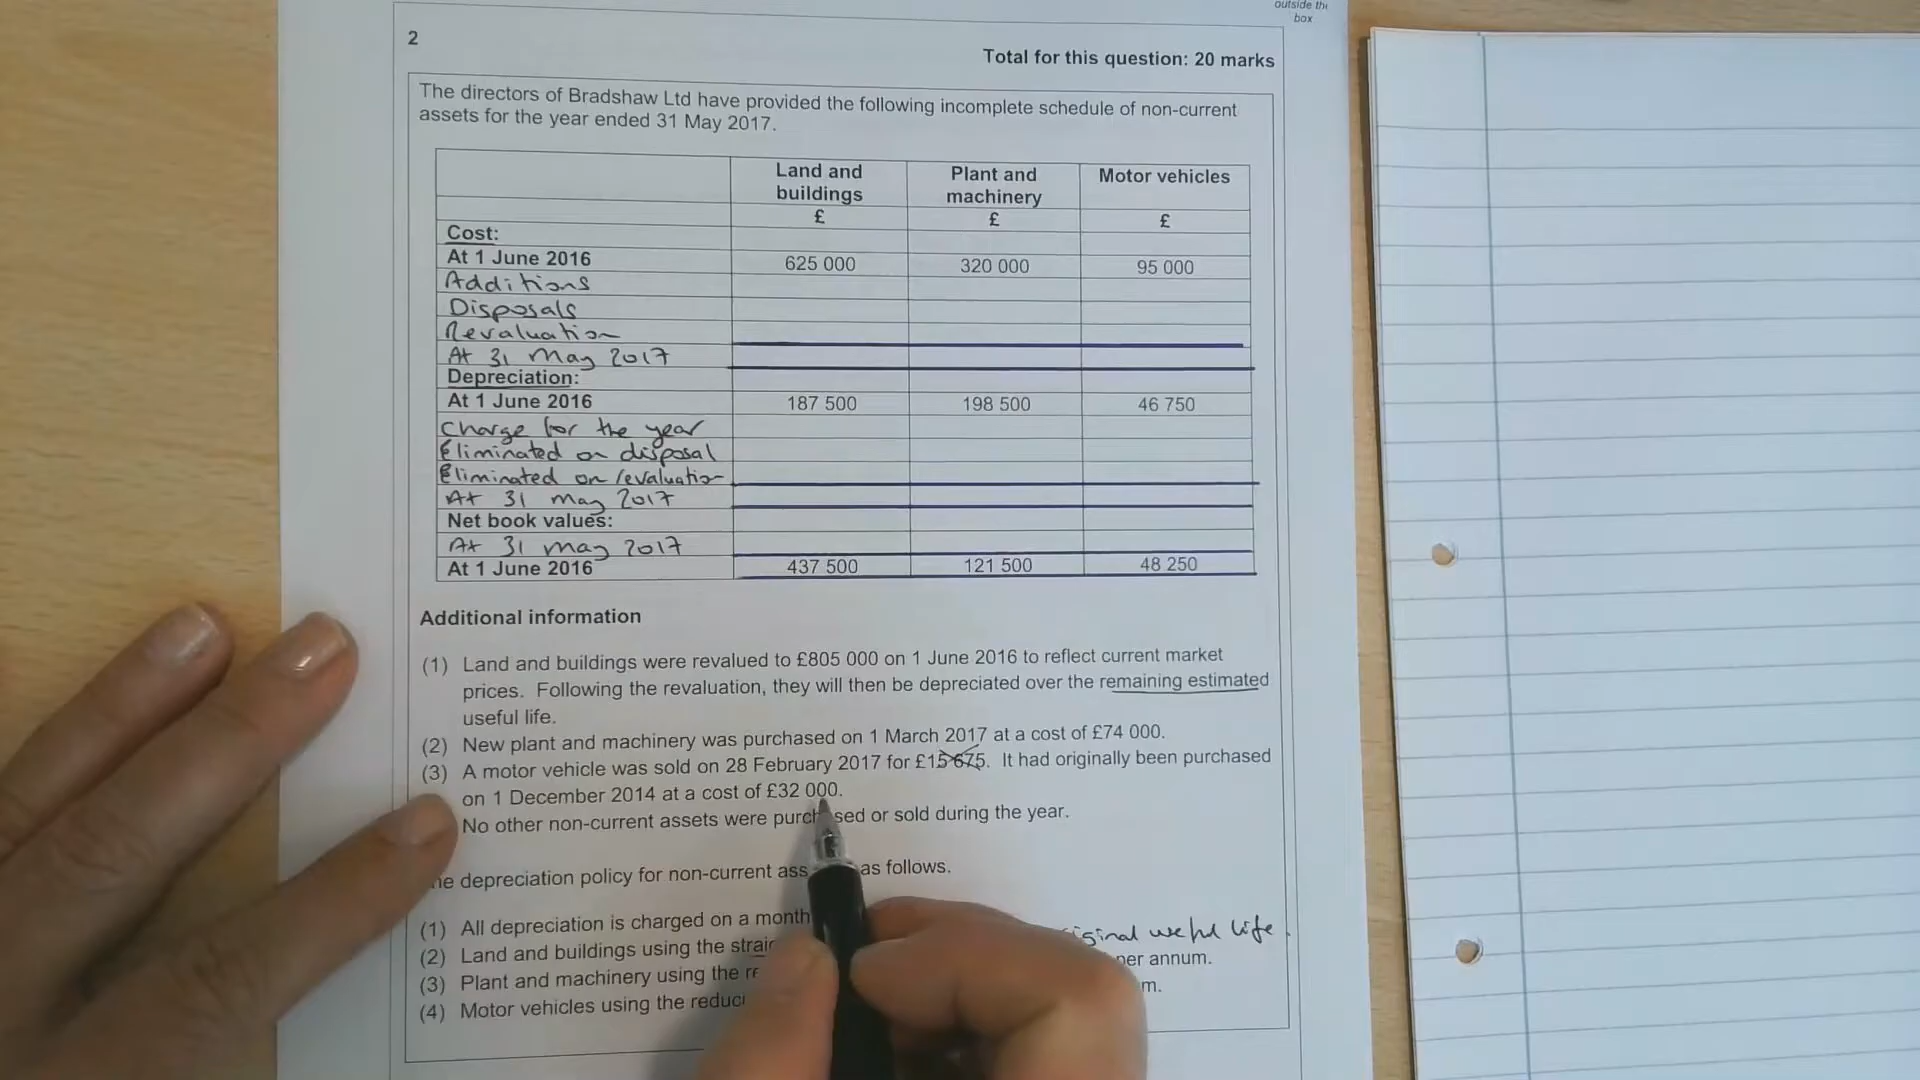 outside the
box
2
Total for this question: 20 marks
The directors of Bradshaw Ltd have provided the following incomplete schedule of non-current
assets for the year ended 31 May 2017.
Land and buildings Plant and machinery Motor vehicles
£ £ £
Cost:
At 1 June 2016 625 000 320 000 95 000
Additions
Disposals
Revaluation
At 31 May 2017
Depreciation:
At 1 June 2016 187 500 198 500 46 750
Charge for the year
Eliminated on disposal
Eliminated on revaluation
At 31 May 2017
Net book values:
At 31 May 2017
At 1 June 2016 437 500 121 500 48 250
Additional information
(1) Land and buildings were revalued to £805 000 on 1 June 2016 to reflect current market
prices. Following the revaluation, they will then be depreciated over the remaining estimated
useful life.
(2) New plant and machinery was purchased on 1 March 2017 at a cost of £74 000.
(3) A motor vehicle was sold on 28 February 2017 for £15 675. It had originally been purchased
on 1 December 2014 at a cost of £32 000.
No other non-current assets were purchased or sold during the year.
depreciation policy for non-current as follows.
(1) All depreciation is charged on a
(2) Land and buildings using the useful life
(3) Plant and machinery using the per annum.
(4) Motor vehicles using the